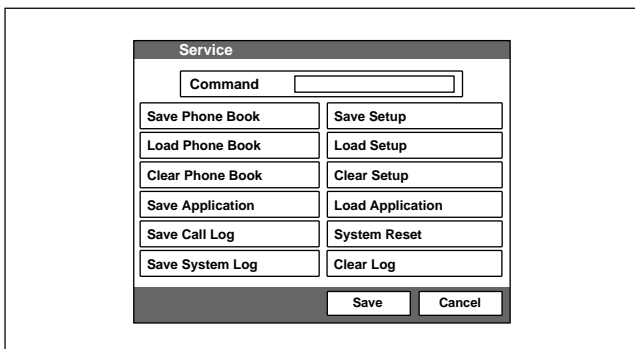 Service
Command
Save Phone Book Save Setup
Load Phone Book Load Setup
Clear Phone Book Clear Setup
Save Application Load Application
Save Call Log System Reset
Save System Log Clear Log
Save Cancel